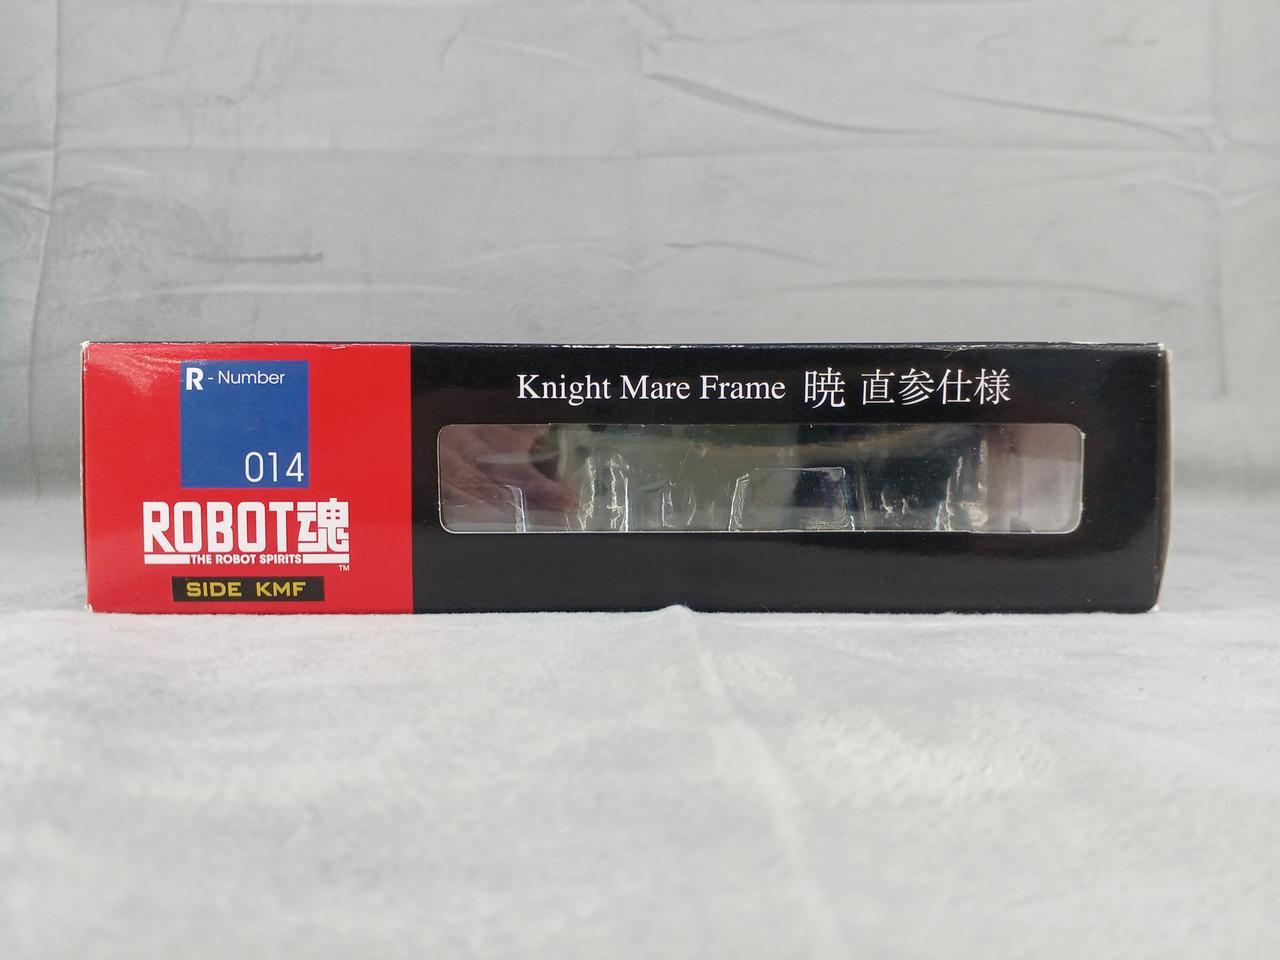 R - Number
014
ROBOT魂
THE ROBOT SPIRITS
TM
SIDE KMF
Knight Mare Frame 暁 直参仕様